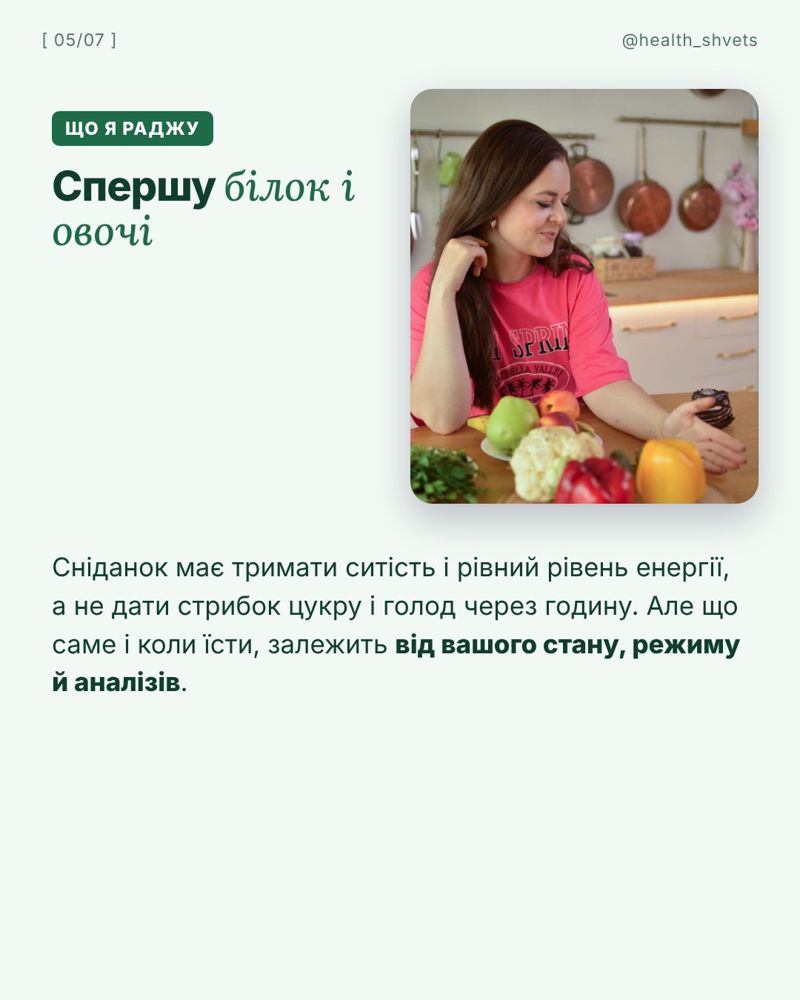 [ 05/07 ]
@health_shvets
ЩО Я РАДЖУ
Спершу білок і
овочі
SPRIN
Сніданок має тримати ситість і рівний рівень енергії,
а не дати стрибок цукру і голод через годину. Але що
саме і коли їсти, залежить від вашого стану, режиму
й аналізів.